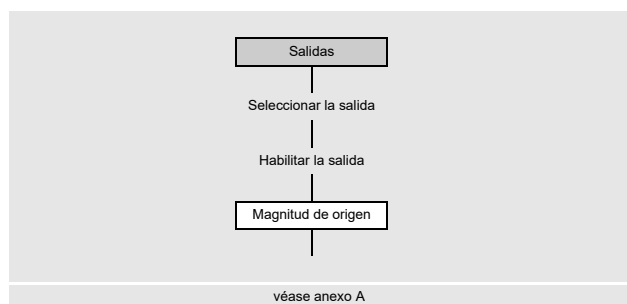 Salidas
Seleccionar la salida
Habilitar la salida
Magnitud de origen
véase anexo A